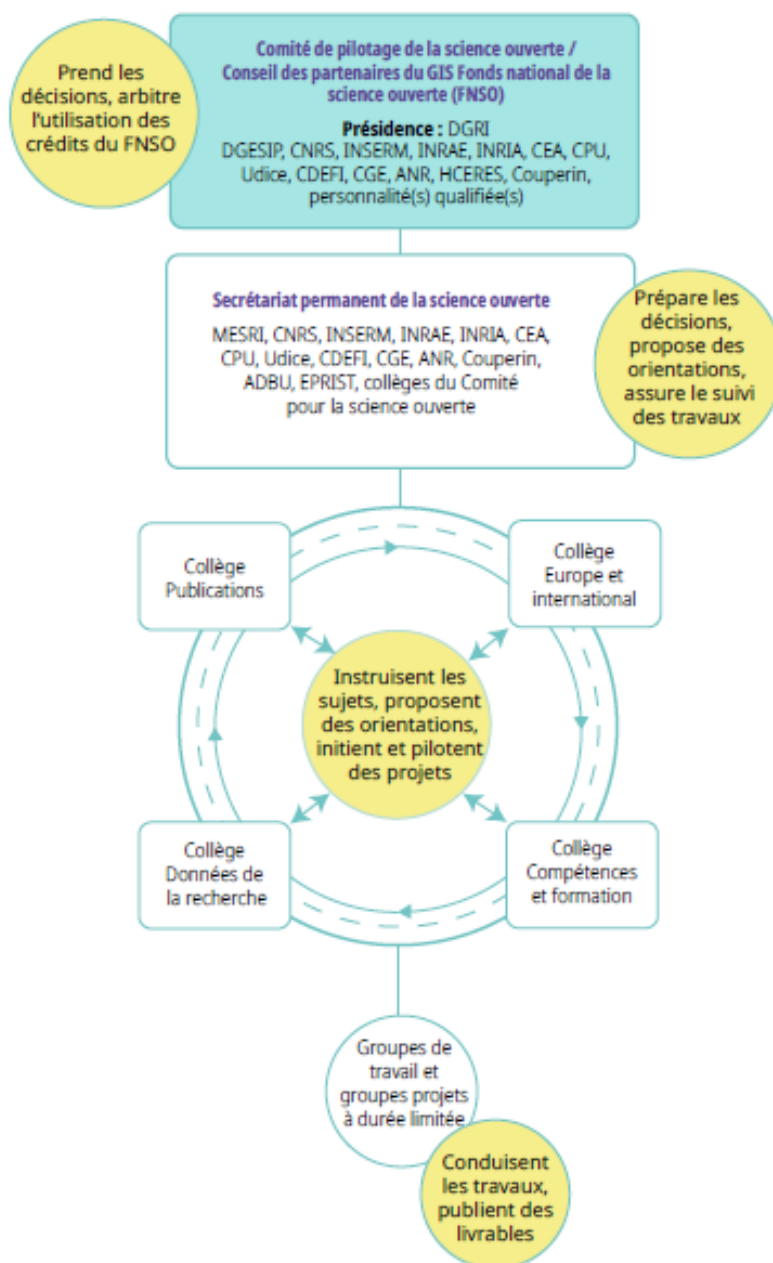 Prend les
décisions, arbitre
l'utilisation des
crédits du FNSO
Comité de pilotage de la science ouverte /
Conseil des partenaires du GIS Fonds national de la
science ouverte (FNSO)
Présidence : DGRI
DGESIP, CNRS, INSERM, INRAE, INRIA, CEA, CPU,
Udice, CDEFI, CGE, ANR, HCERES, Couperin,
personnalité(s) qualifiée(s)
Secrétariat permanent de la science ouverte
MESRI, CNRS, INSERM, INRAE, INRIA, CEA,
CPU, Udice, CDEFI, CGE, ANR, Couperin,
ADBU, EPRIST, collèges du Comité
pour la science ouverte
Prépare les
décisions,
propose des
orientations,
assure le suivi
des travaux
Collège
Publications
Collège
Europe et
international
Instruisent les
sujets, proposent
des orientations,
initient et pilotent
des projets
Collège
Données de
la recherche
Collège
Compétences
et formation
Groupes de
travail et
groupes projets
à durée limitée
Conduisent
les travaux,
publient des
livrables